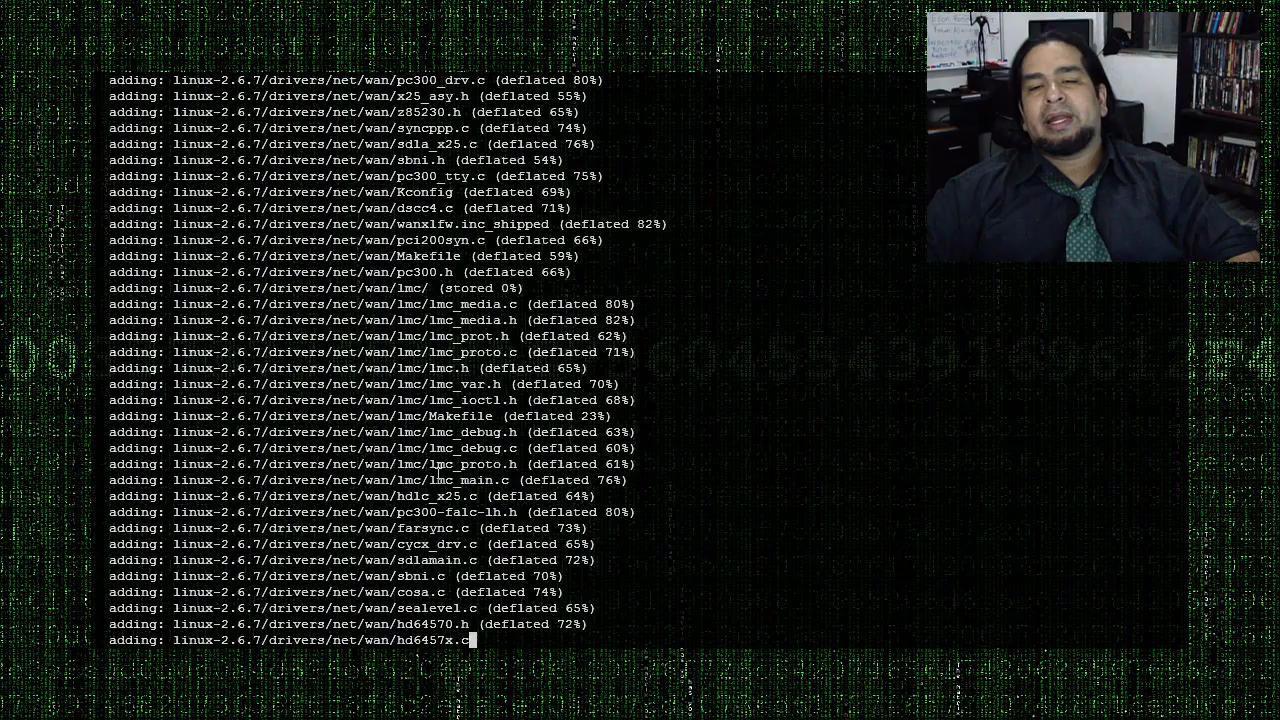 adding: linux-2.6.7/drivers/net/wan/pc300_drv.c (deflated 80%)
adding: linux-2.6.7/drivers/net/wan/x25_asy.h (deflated 55%)
adding: linux-2.6.7/drivers/net/wan/z85230.h (deflated 65%)
adding: linux-2.6.7/drivers/net/wan/syncppp.c (deflated 74%)
adding: linux-2.6.7/drivers/net/wan/sdla_x25.c (deflated 76%)
adding: linux-2.6.7/drivers/net/wan/sbni.h (deflated 54%)
adding: linux-2.6.7/drivers/net/wan/pc300_tty.c (deflated 75%)
adding: linux-2.6.7/drivers/net/wan/Kconfig (deflated 69%)
adding: linux-2.6.7/drivers/net/wan/dscc4.c (deflated 71%)
adding: linux-2.6.7/drivers/net/wan/wanxlfw.inc_shipped (deflated 82%)
adding: linux-2.6.7/drivers/net/wan/pci200syn.c (deflated 66%)
adding: linux-2.6.7/drivers/net/wan/Makefile (deflated 59%)
adding: linux-2.6.7/drivers/net/wan/pc300.h (deflated 66%)
adding: linux-2.6.7/drivers/net/wan/lmc/ (stored 0%)
adding: linux-2.6.7/drivers/net/wan/lmc/lmc_media.c (deflated 80%)
adding: linux-2.6.7/drivers/net/wan/lmc/lmc_media.h (deflated 82%)
adding: linux-2.6.7/drivers/net/wan/lmc/lmc_prot.h (deflated 62%)
adding: linux-2.6.7/drivers/net/wan/lmc/lmc_proto.c (deflated 71%)
adding: linux-2.6.7/drivers/net/wan/lmc/lmc.h (deflated 65%)
adding: linux-2.6.7/drivers/net/wan/lmc/lmc_var.h (deflated 70%)
adding: linux-2.6.7/drivers/net/wan/lmc/lmc_ioctl.h (deflated 68%)
adding: linux-2.6.7/drivers/net/wan/lmc/Makefile (deflated 23%)
adding: linux-2.6.7/drivers/net/wan/lmc/lmc_debug.h (deflated 63%)
adding: linux-2.6.7/drivers/net/wan/lmc/lmc_debug.c (deflated 60%)
adding: linux-2.6.7/drivers/net/wan/lmc/lmc_proto.h (deflated 61%)
adding: linux-2.6.7/drivers/net/wan/lmc/lmc_main.c (deflated 76%)
adding: linux-2.6.7/drivers/net/wan/hdlc_x25.c (deflated 64%)
adding: linux-2.6.7/drivers/net/wan/pc300-falc-lh.h (deflated 80%)
adding: linux-2.6.7/drivers/net/wan/farsync.c (deflated 73%)
adding: linux-2.6.7/drivers/net/wan/cycx_drv.c (deflated 65%)
adding: linux-2.6.7/drivers/net/wan/sdlamain.c (deflated 72%)
adding: linux-2.6.7/drivers/net/wan/sbni.c (deflated 70%)
adding: linux-2.6.7/drivers/net/wan/cosa.c (deflated 74%)
adding: linux-2.6.7/drivers/net/wan/sealevel.c (deflated 65%)
adding: linux-2.6.7/drivers/net/wan/hd64570.h (deflated 72%)
adding: linux-2.6.7/drivers/net/wan/hd6457x.c